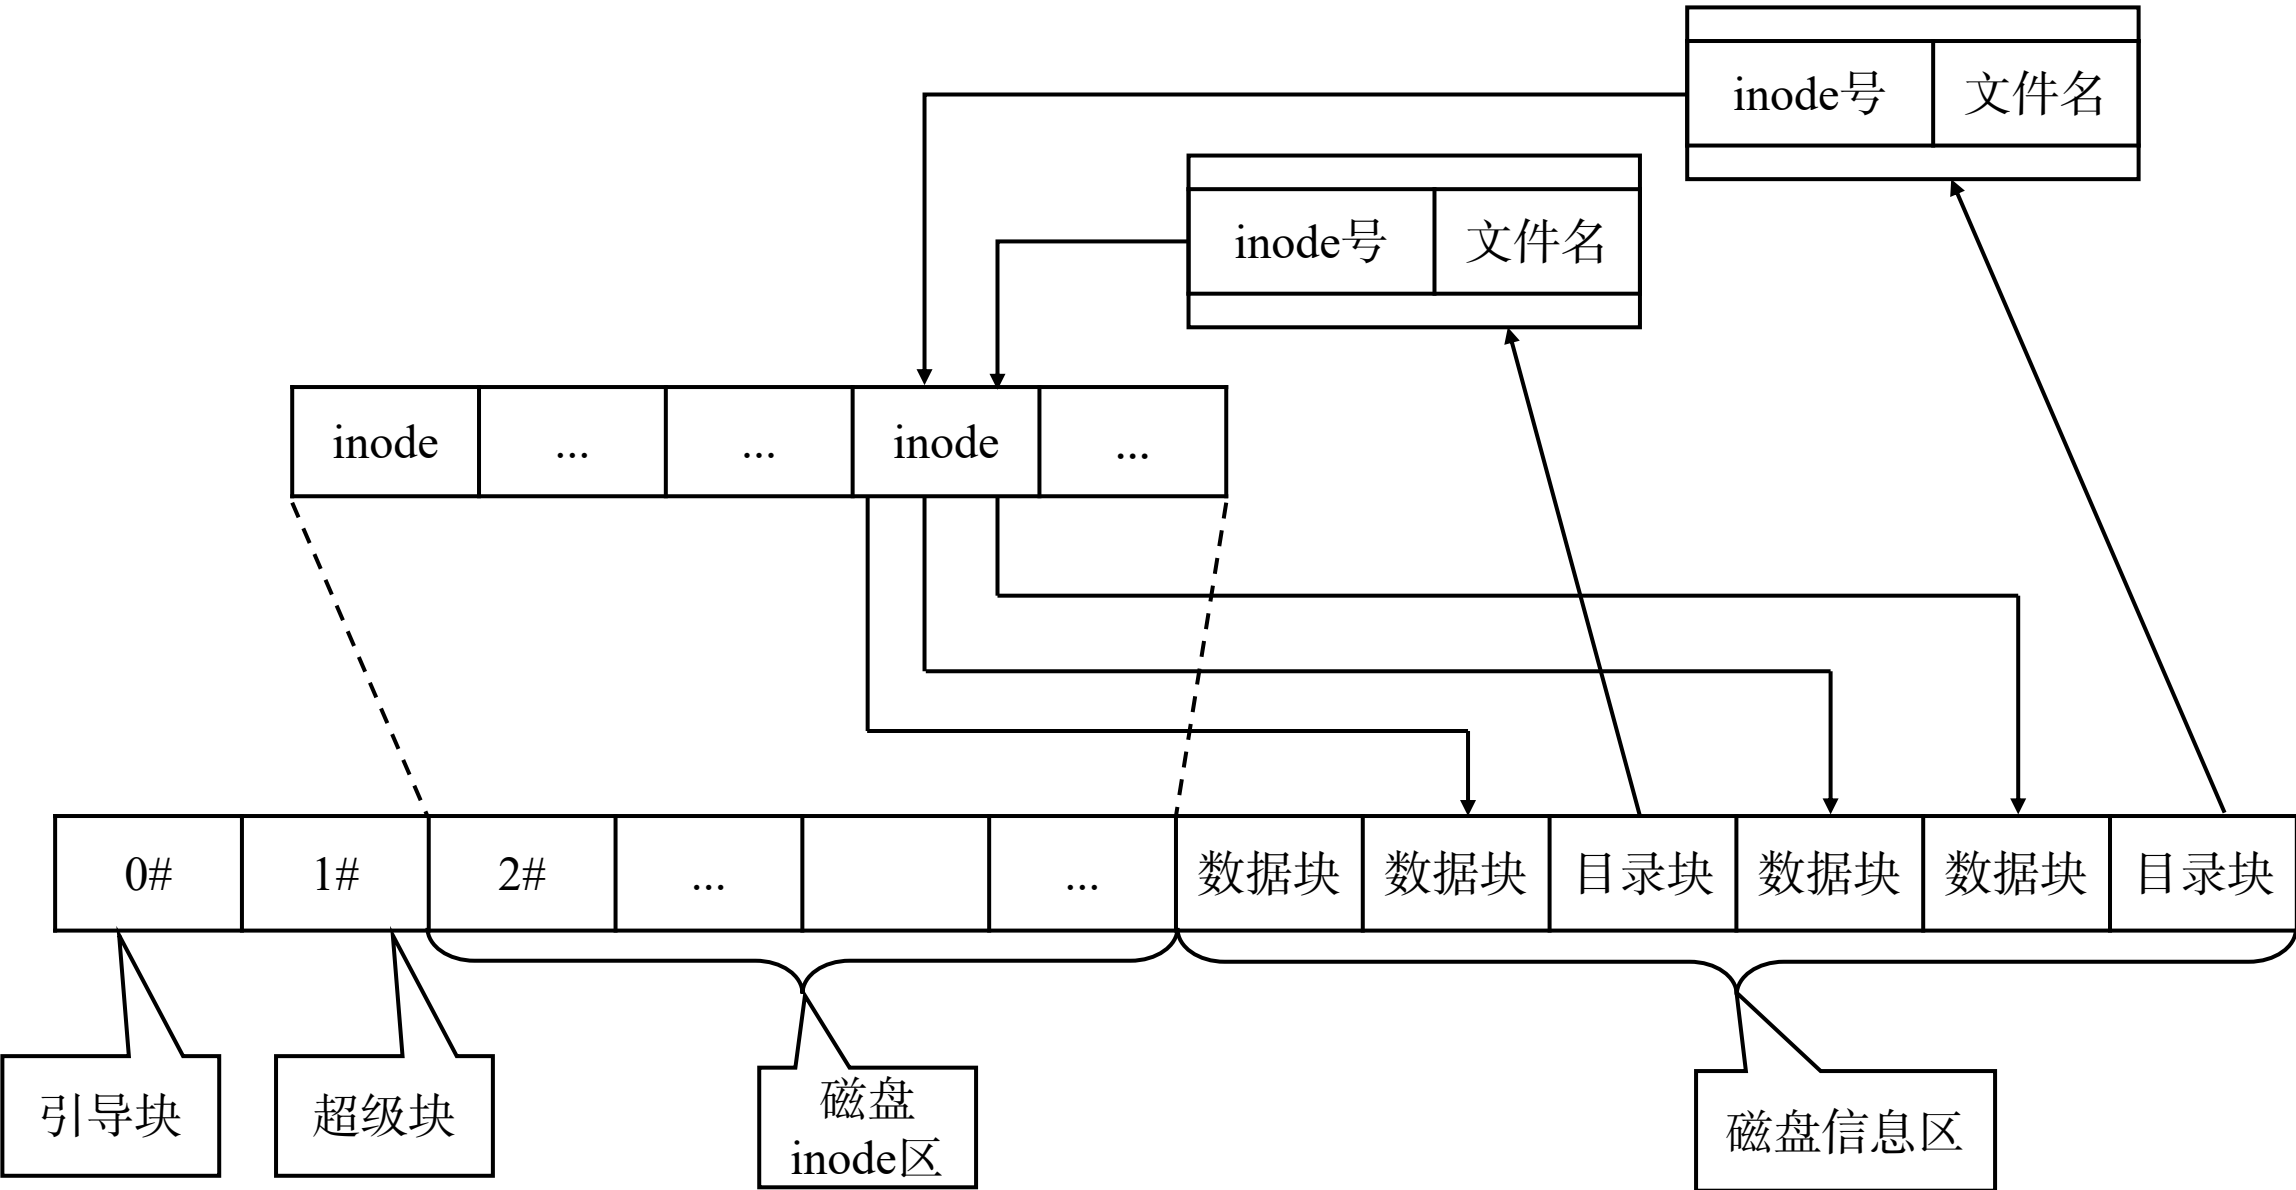 inode号 文件名
inode号 文件名
inode ... ... inode ...
0# 1# 2# ... ... 数据块 数据块 目录块 数据块 数据块 目录块
引导块
超级块
磁盘
inode区
磁盘信息区